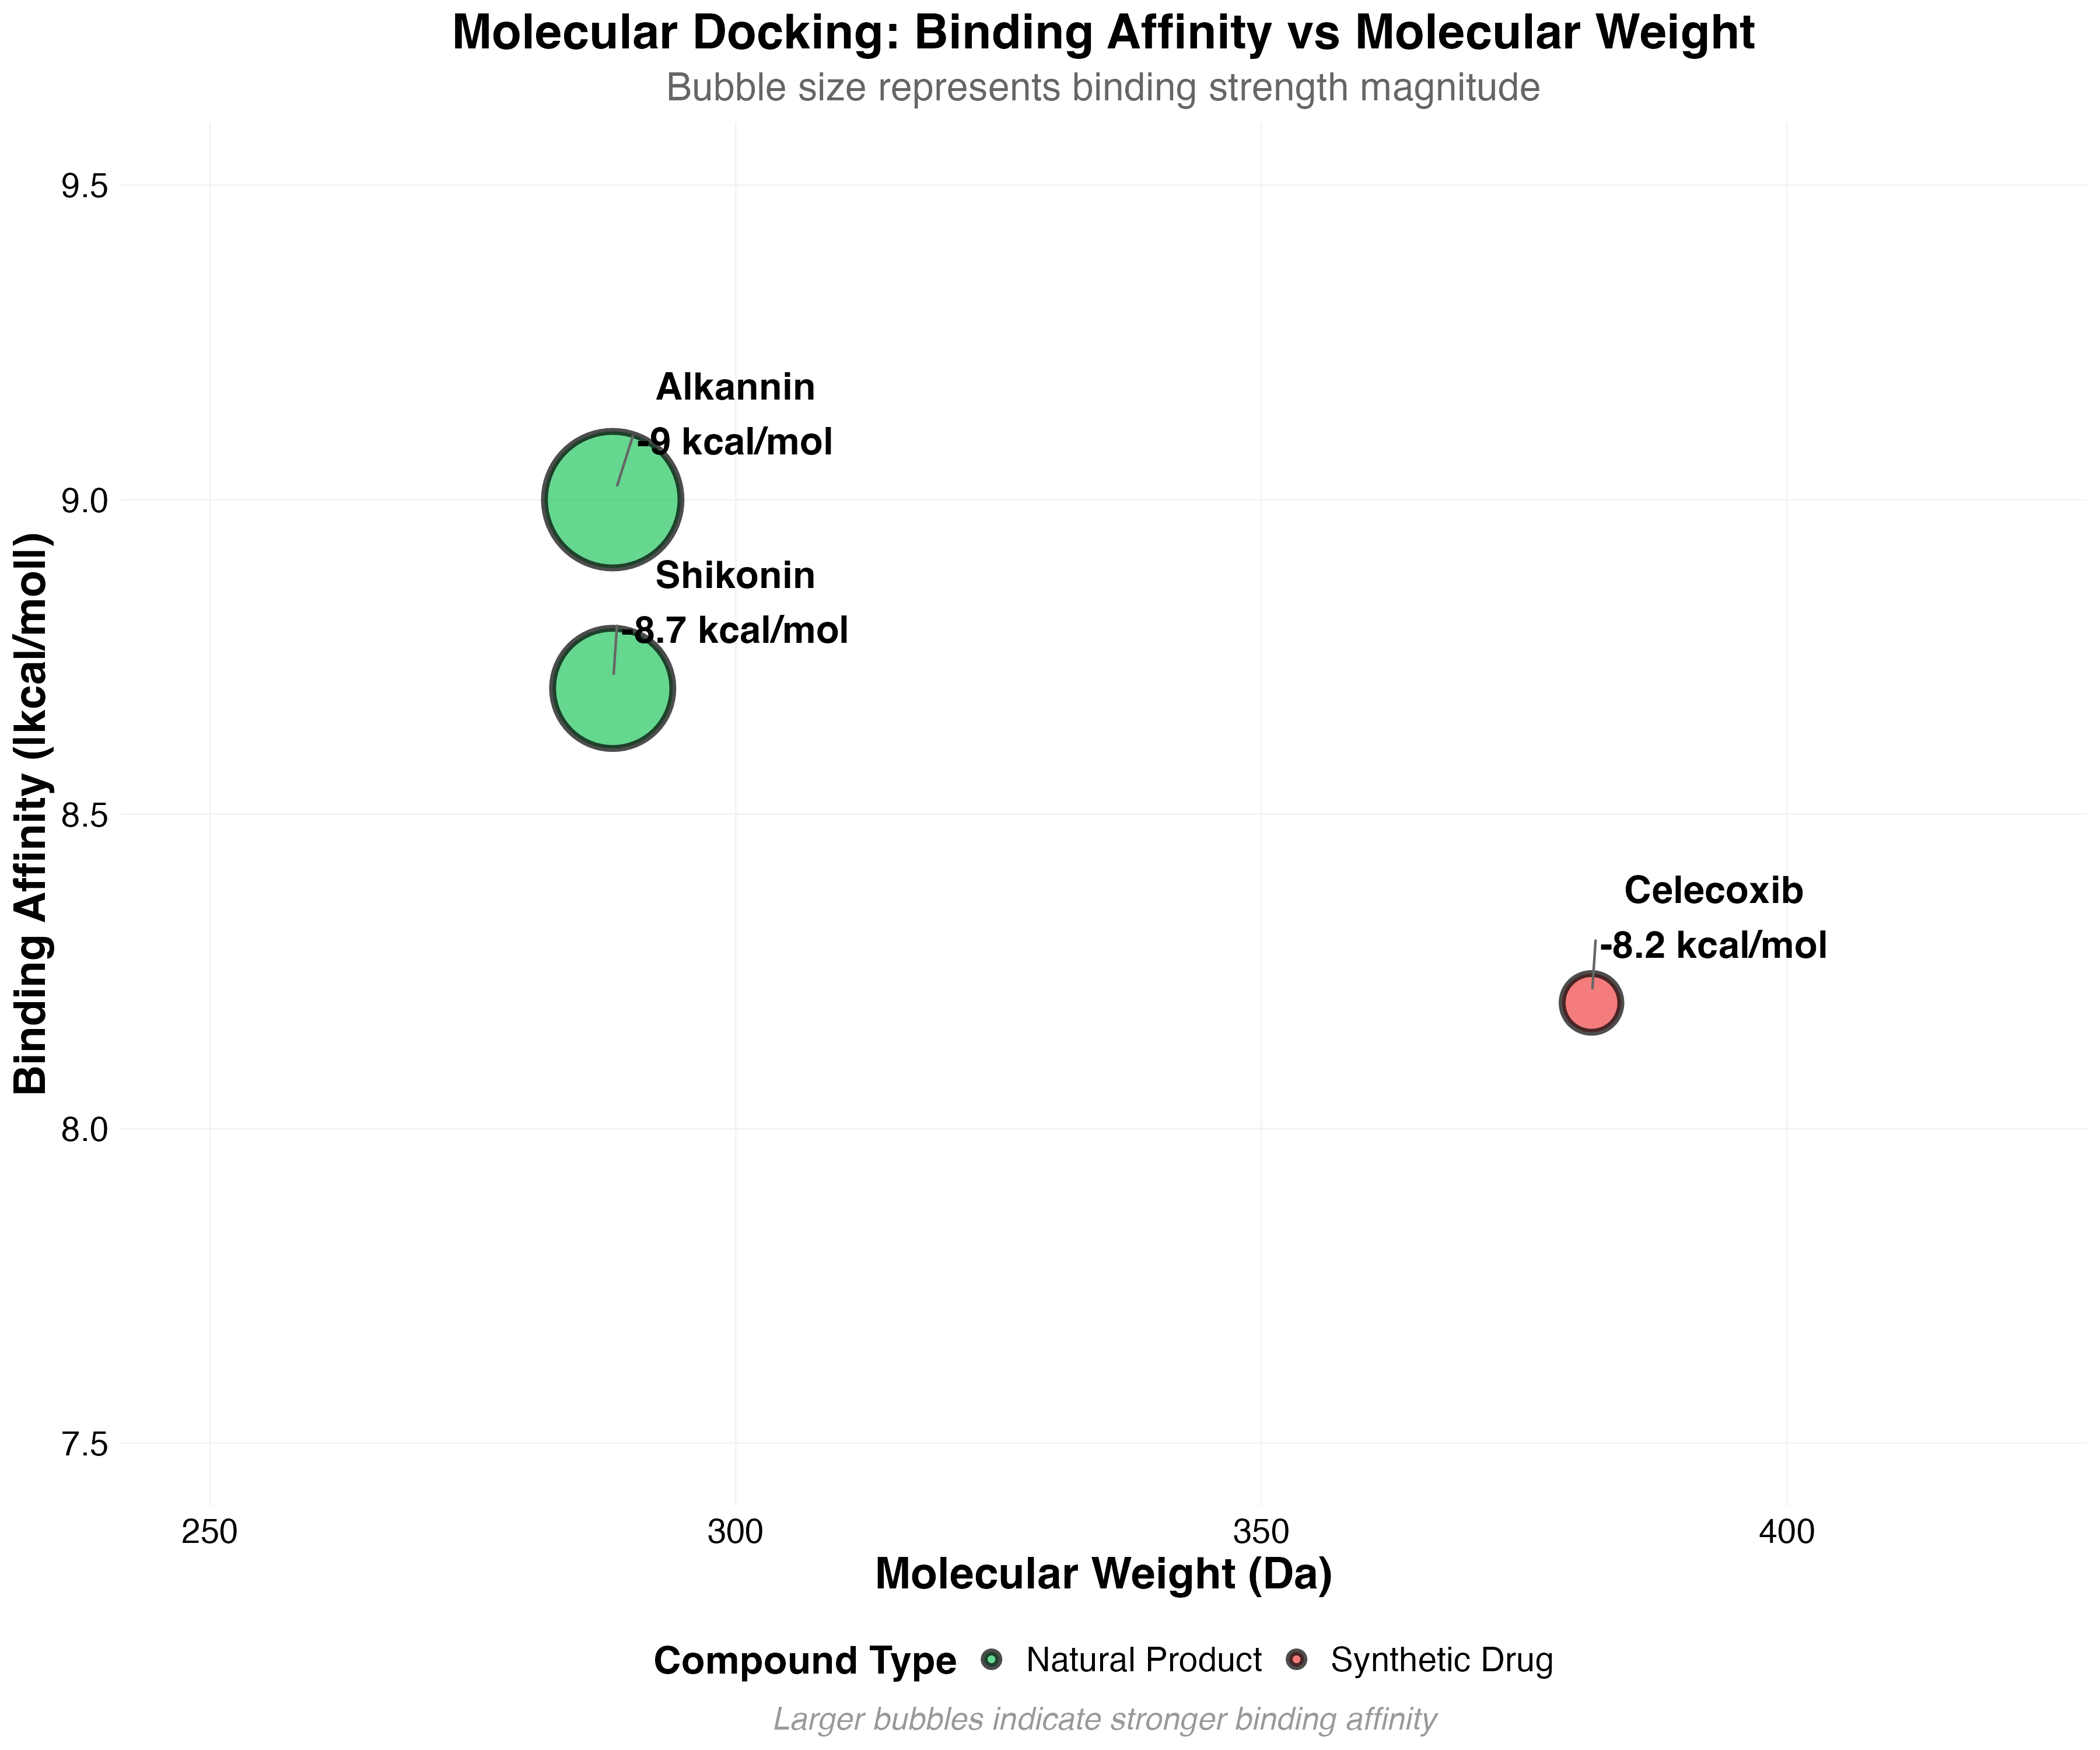 Molecular Docking: Binding Affinity vs Molecular Weight
Bubble size represents binding strength magnitude
Binding Affinity (|kcal/mol|)
9.5
9.0
8.5
8.0
7.5
Alkannin
-9 kcal/mol
Shikonin
-8.7 kcal/mol
Celecoxib
-8.2 kcal/mol
250 300 350 400
Molecular Weight (Da)
Compound Type Natural Product Synthetic Drug
Larger bubbles indicate stronger binding affinity